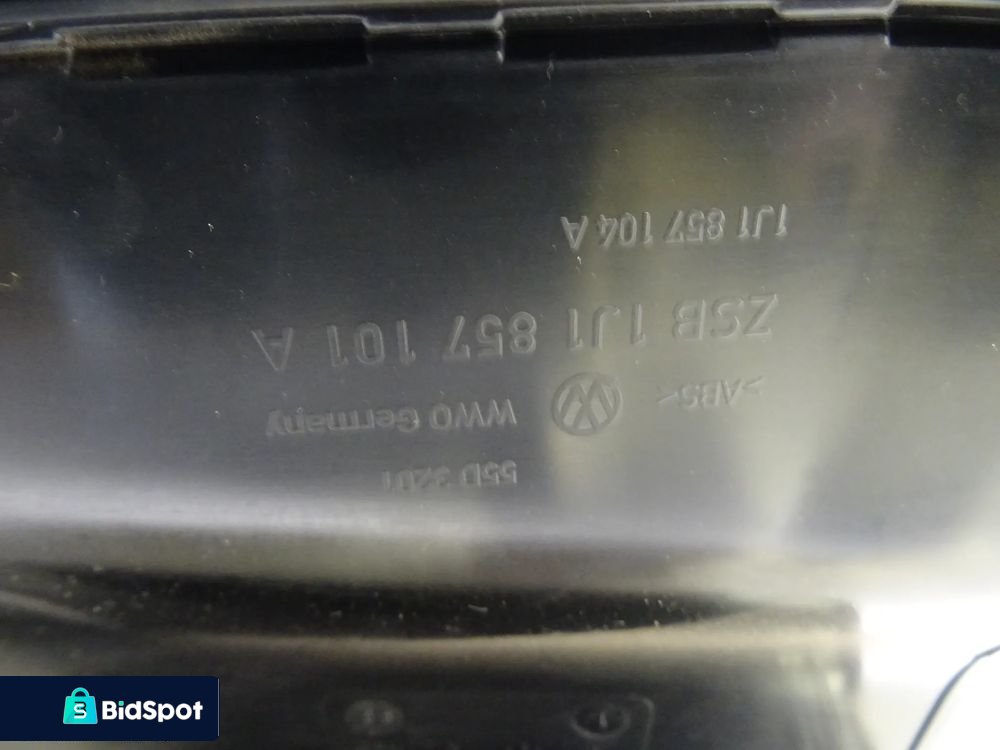 1J1 857 104 A
ZSB 1J1 857 101 A
>ABS<
WWO Germany
55D 3201
BidSpot